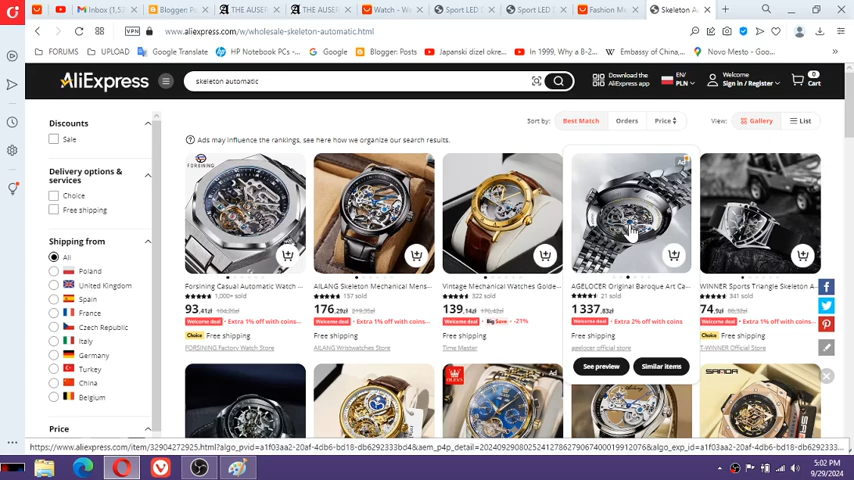 Inbox (1,53
Blogger: Po
THE AUSER
THE AUSER
Watch - W
Sport LED
Sport LED S
Fashion Me
Skeleton A
www.aliexpress.com/w/wholesale-skeleton-automatic.html
FORUMS
UPLOAD
Google Translate
HP Notebook PCs -...
Google
Blogger: Posts
Japanski dizel okre...
In 1999, Why a B-2...
Embassy of China,...
Novo Mesto - Goo...
AliExpress
skeleton automatic
Download the
AliExpress app
EN/
PLN
Welcome
Sign in / Register
0
Cart
Discounts
Sale
Delivery options &
services
Choice
Free shipping
Shipping from
All
Poland
United Kingdom
Spain
France
Czech Republic
Italy
Germany
Turkey
China
Belgium
Price
Sort by:
Best Match
Orders
Price
View:
Gallery
List
Ads may influence the rankings, see here how we organize our search results.
FORSINING
Forsining Casual Automatic Watch ...
1,000+ sold
93,41zł
Welcome deal
Extra 1% off with coins...
Choice Free shipping
FORSINING Factory Watch Store
AILANG Skeleton Mechanical Mens...
157 sold
176,29zł
Welcome deal
Extra 1% off with coins...
Free shipping
AILANG Wristwatches Store
Vintage Mechanical Watches Golde...
322 sold
139,14zł
Welcome deal
Big Save
-21%
Free shipping
Time Master
Ad
AGELOCER Original Baroque Art Ca...
21 sold
1 337,83zł
Welcome deal
Extra 2% off with coins...
Free shipping
agelocer official store
See preview
Similar items
WINNER Sports Triangle Skeleton A...
341 sold
74,9zł
Welcome deal
Extra 1% off with coins...
Choice Free shipping
T-WINNER Official Store
OLEVS
Ad
SANDA
5:02 PM
9/29/2024